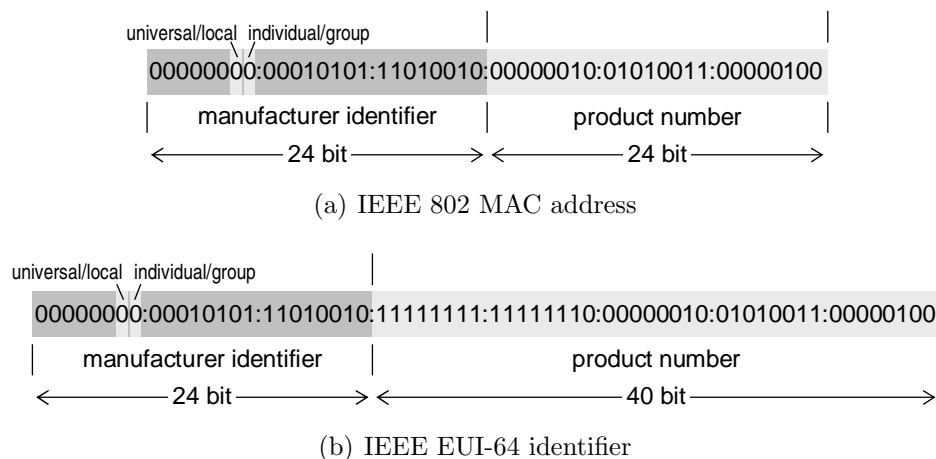 universal/local individual/group
00000000:00010101:11010010:00000010:01010011:00000100
manufacturer identifier product number
24 bit 24 bit
(a) IEEE 802 MAC address
universal/local individual/group
00000000:00010101:11010010:11111111:11111110:00000010:01010011:00000100
manufacturer identifier product number
24 bit 40 bit
(b) IEEE EUI-64 identifier